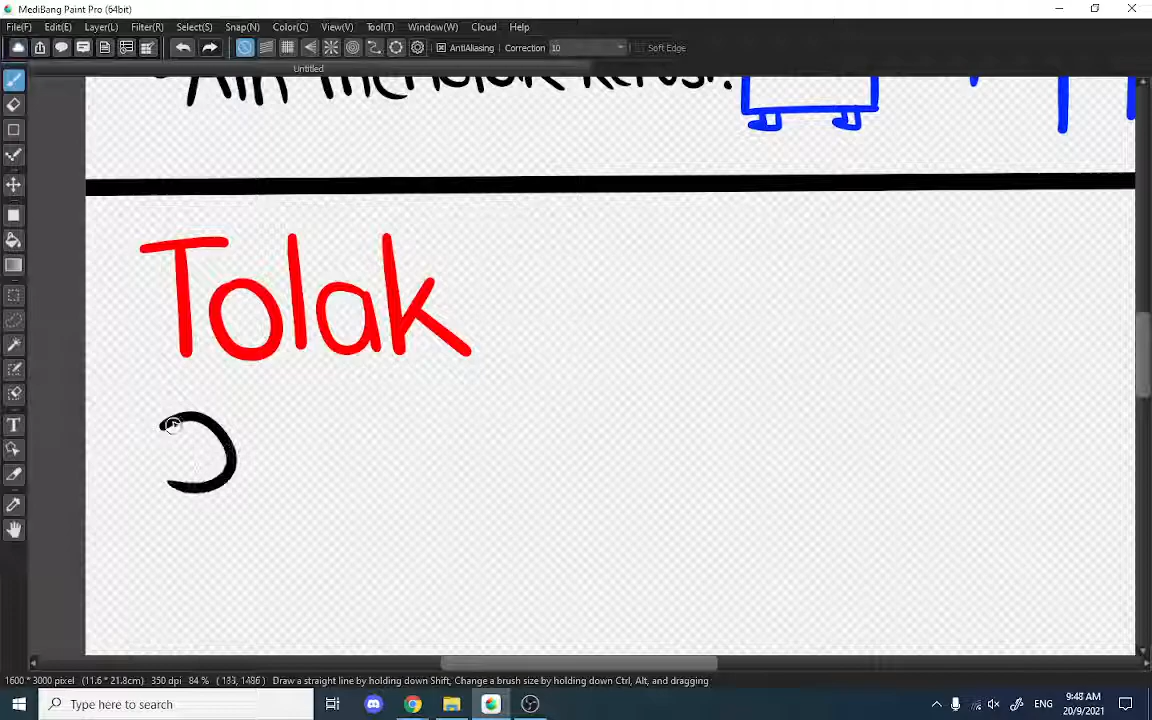 MediBang Paint Pro (64bit)
File(F) Edit(E) Layer(L) Filter(R) Select(S) Snap(N) Color(C) View(V) Tool(T) Window(W) Cloud Help
AntiAliasing Correction 10 Soft Edge
Untitled
Tolak
T
1600 * 3000 pixel (11.6 * 21.8cm) 350 dpi 84 % ( 133, 1486 ) Draw a straight line by holding down Shift, Change a brush size by holding down Ctrl, Alt, and dragging
Type here to search
ENG
9:48 AM
20/9/2021